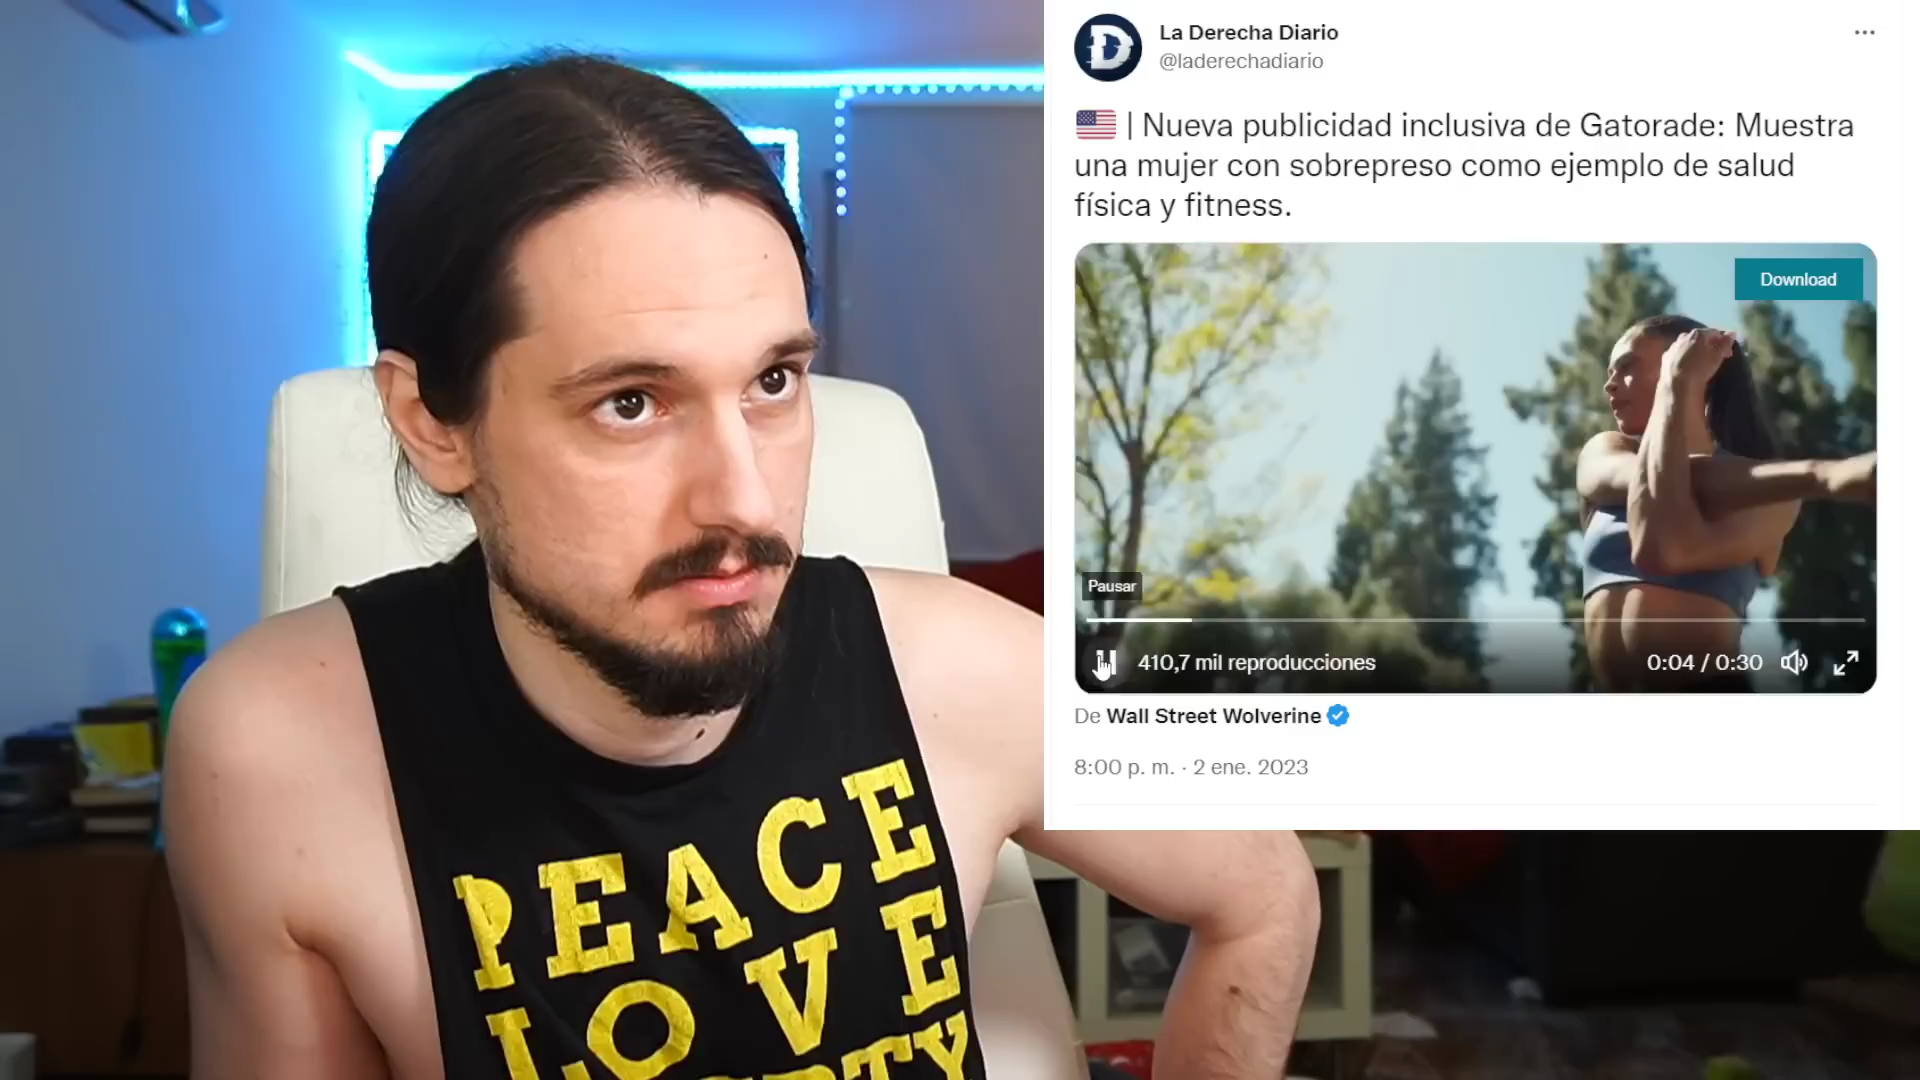 La Derecha Diario
@laderechadiario
| Nueva publicidad inclusiva de Gatorade: Muestra
una mujer con sobrepreso como ejemplo de salud
física y fitness.
Download
Pausar
410,7 mil reproducciones
0:04 / 0:30
De Wall Street Wolverine
8:00 p. m. · 2 ene. 2023
PEACE
LOVE